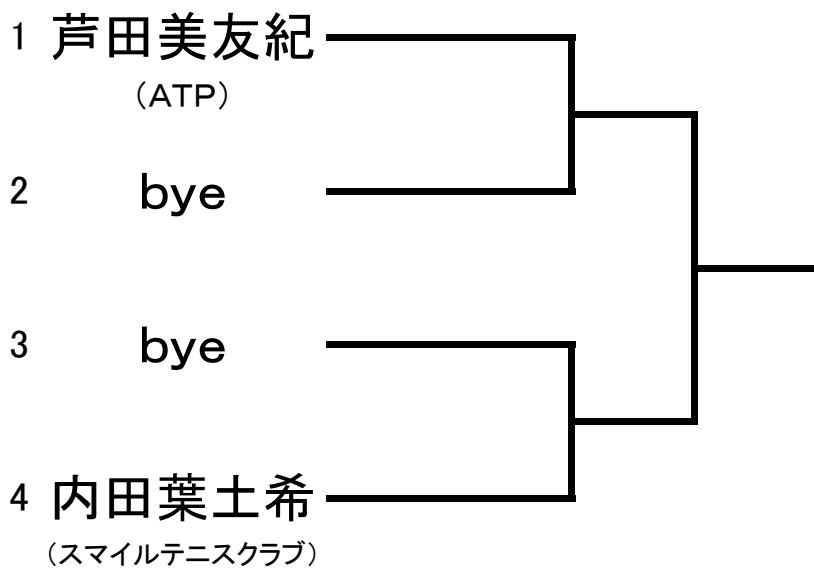 1 芦田美友紀
（ATP）
2 bye
3 bye
4 内田葉土希
（スマイルテニスクラブ）